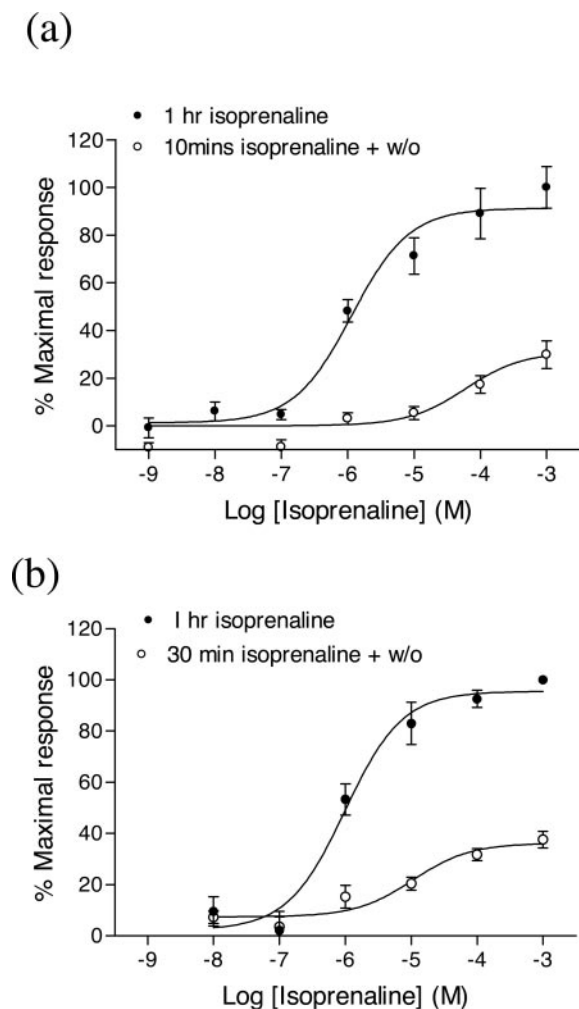 (a)
1 hr isoprenaline
10mins isoprenaline + w/o
120
100
80
60
40
20
0
% Maximal response
-9 -8 -7 -6 -5 -4 -3
Log [Isoprenaline] (M)
(b)
I hr isoprenaline
30 min isoprenaline + w/o
120
100
80
60
40
20
0
% Maximal response
-9 -8 -7 -6 -5 -4 -3
Log [Isoprenaline] (M)